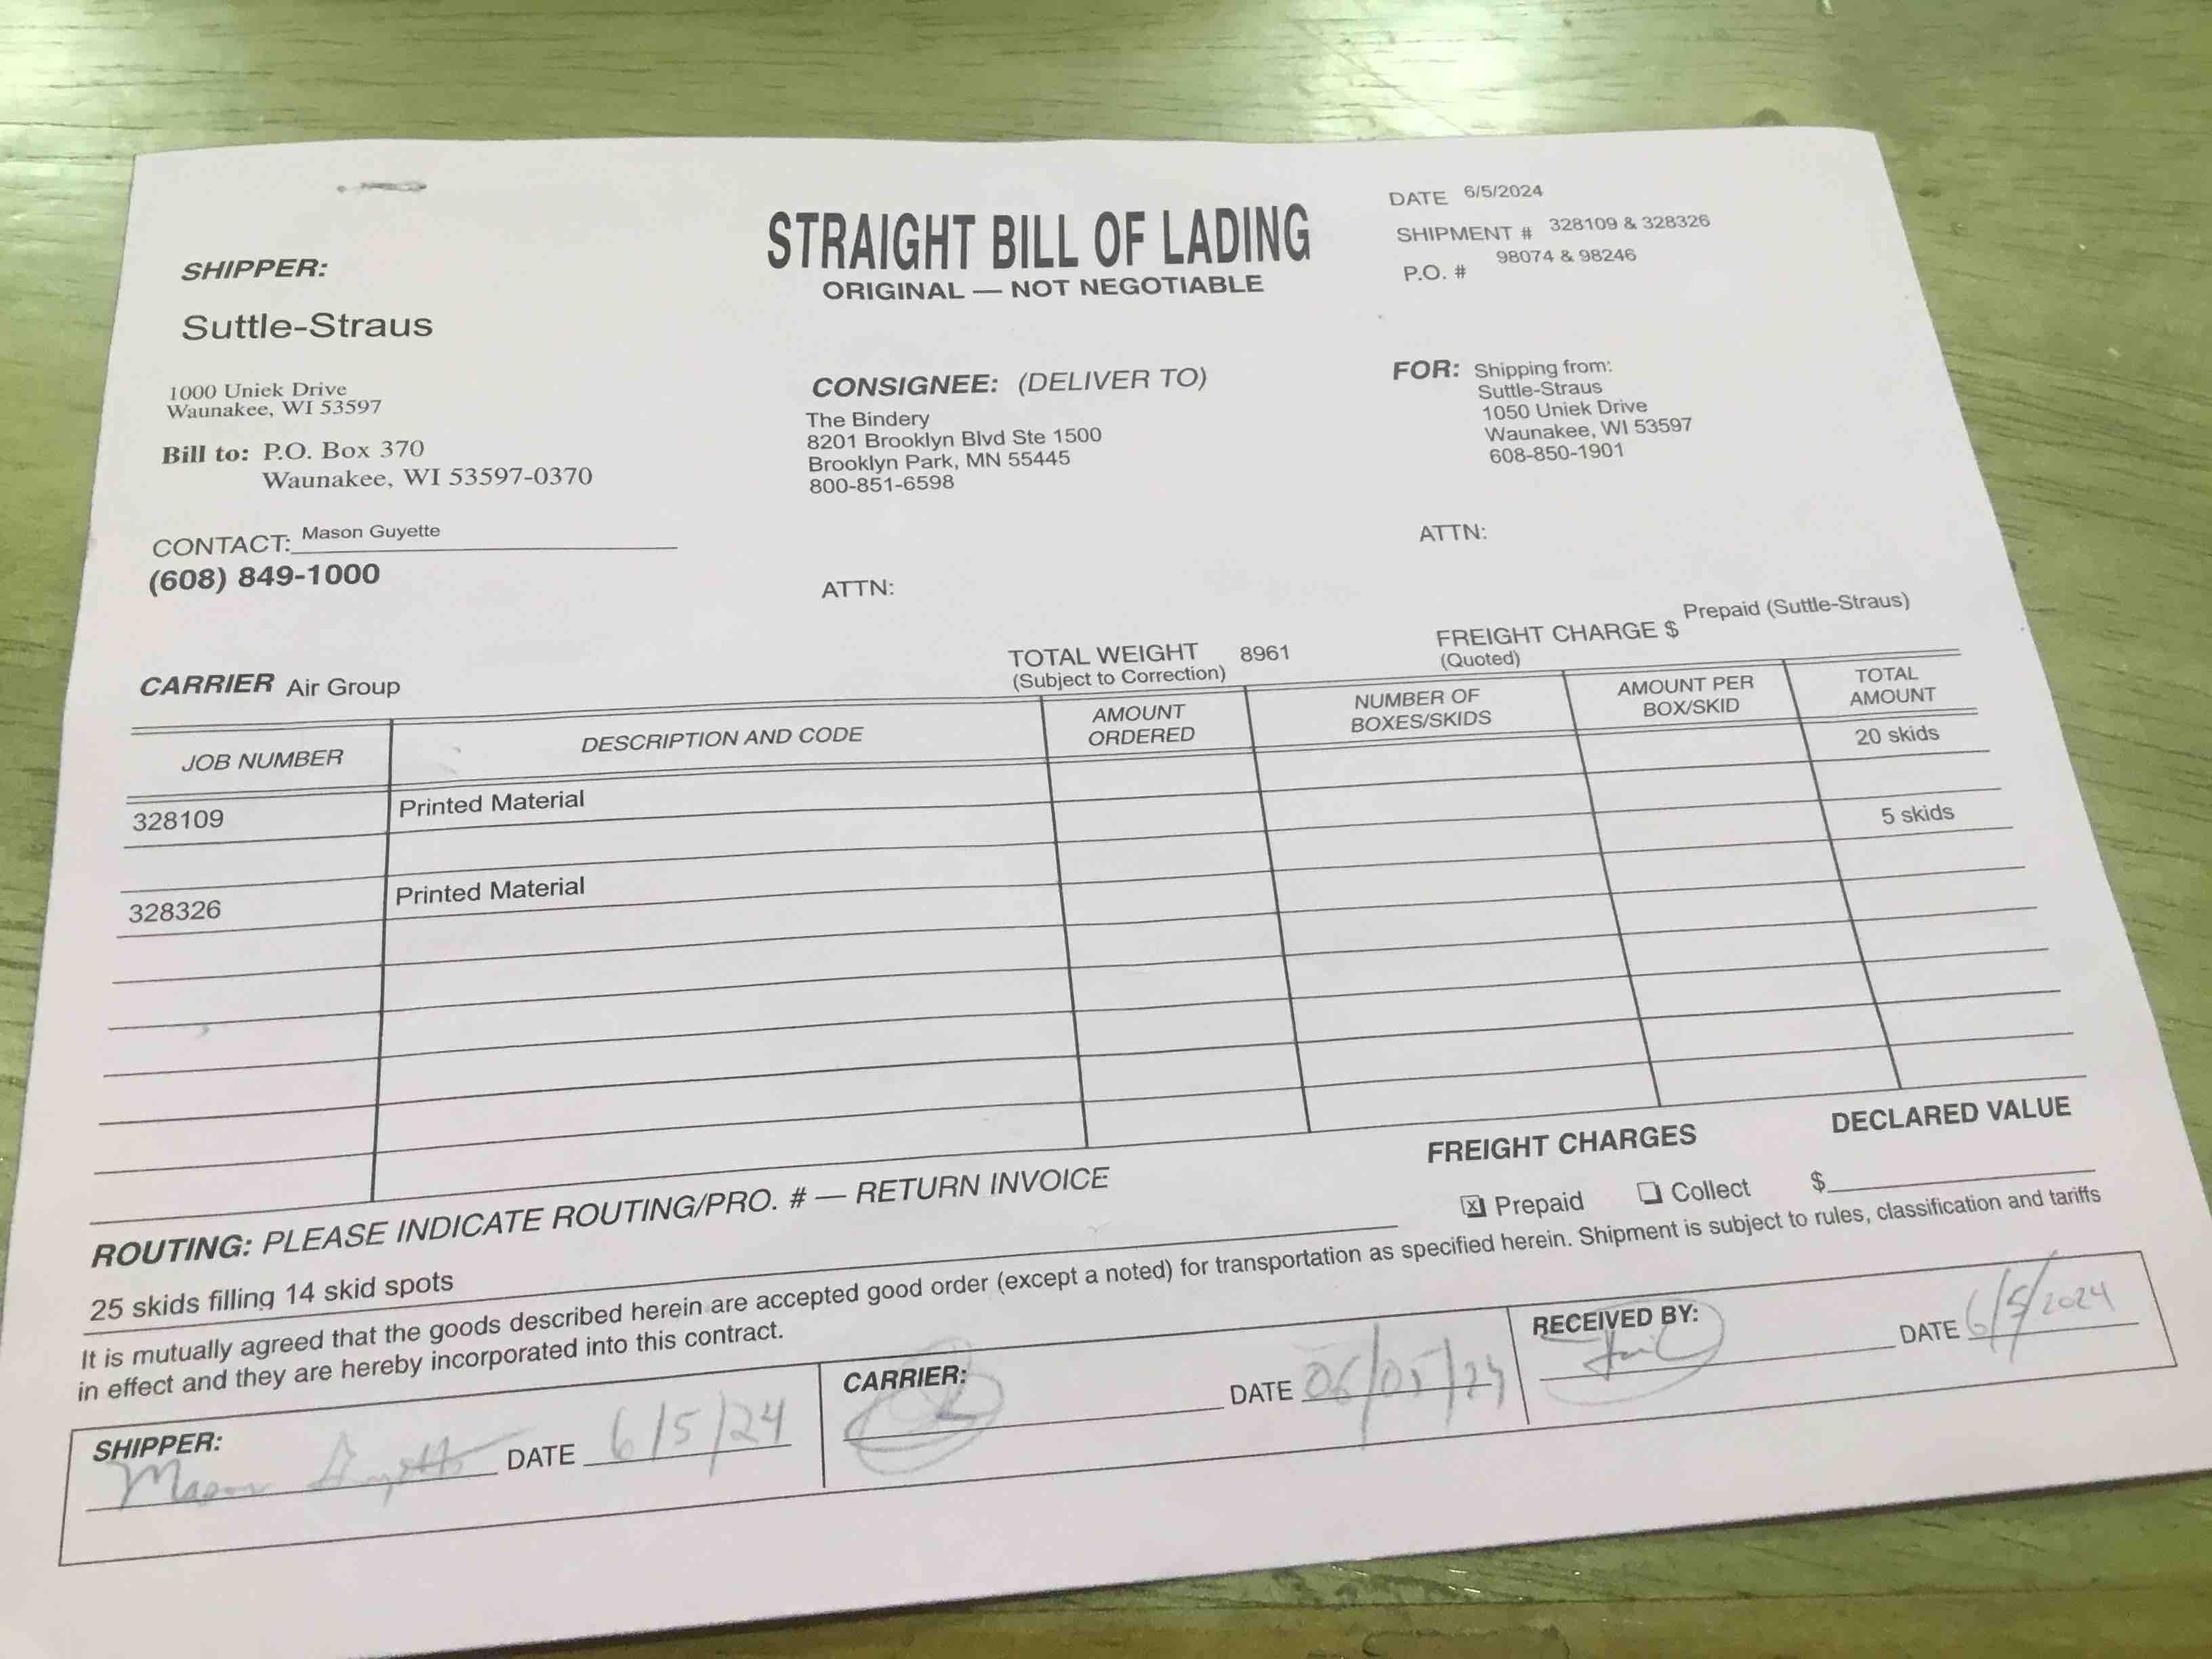 STRAIGHT BILL OF LADING
ORIGINAL — NOT NEGOTIABLE
DATE 6/5/2024
SHIPMENT # 328109 & 328326
P.O. # 98074 & 98246
SHIPPER:
Suttle-Straus
1000 Uniek Drive
Waunakee, WI 53597
Bill to: P.O. Box 370
Waunakee, WI 53597-0370
CONTACT: Mason Guyette
(608) 849-1000
CONSIGNEE: (DELIVER TO)
The Bindery
8201 Brooklyn Blvd Ste 1500
Brooklyn Park, MN 55445
800-851-6598
ATTN:
FOR: Shipping from:
Suttle-Straus
1050 Uniek Drive
Waunakee, WI 53597
608-850-1901
ATTN:
CARRIER Air Group
TOTAL WEIGHT 8961
(Subject to Correction)
FREIGHT CHARGE $ Prepaid (Suttle-Straus)
(Quoted)
JOB NUMBER DESCRIPTION AND CODE AMOUNT ORDERED NUMBER OF BOXES/SKIDS AMOUNT PER BOX/SKID TOTAL AMOUNT
328109 Printed Material 20 skids
328326 Printed Material 5 skids
ROUTING: PLEASE INDICATE ROUTING/PRO. # — RETURN INVOICE
25 skids filling 14 skid spots
FREIGHT CHARGES
x Prepaid Collect
DECLARED VALUE
$
It is mutually agreed that the goods described herein are accepted good order (except a noted) for transportation as specified herein. Shipment is subject to rules, classification and tariffs
in effect and they are hereby incorporated into this contract.
SHIPPER: Mason Guyette DATE 6/5/24
CARRIER: DATE 06/05/24
RECEIVED BY: DATE 6/5/2024